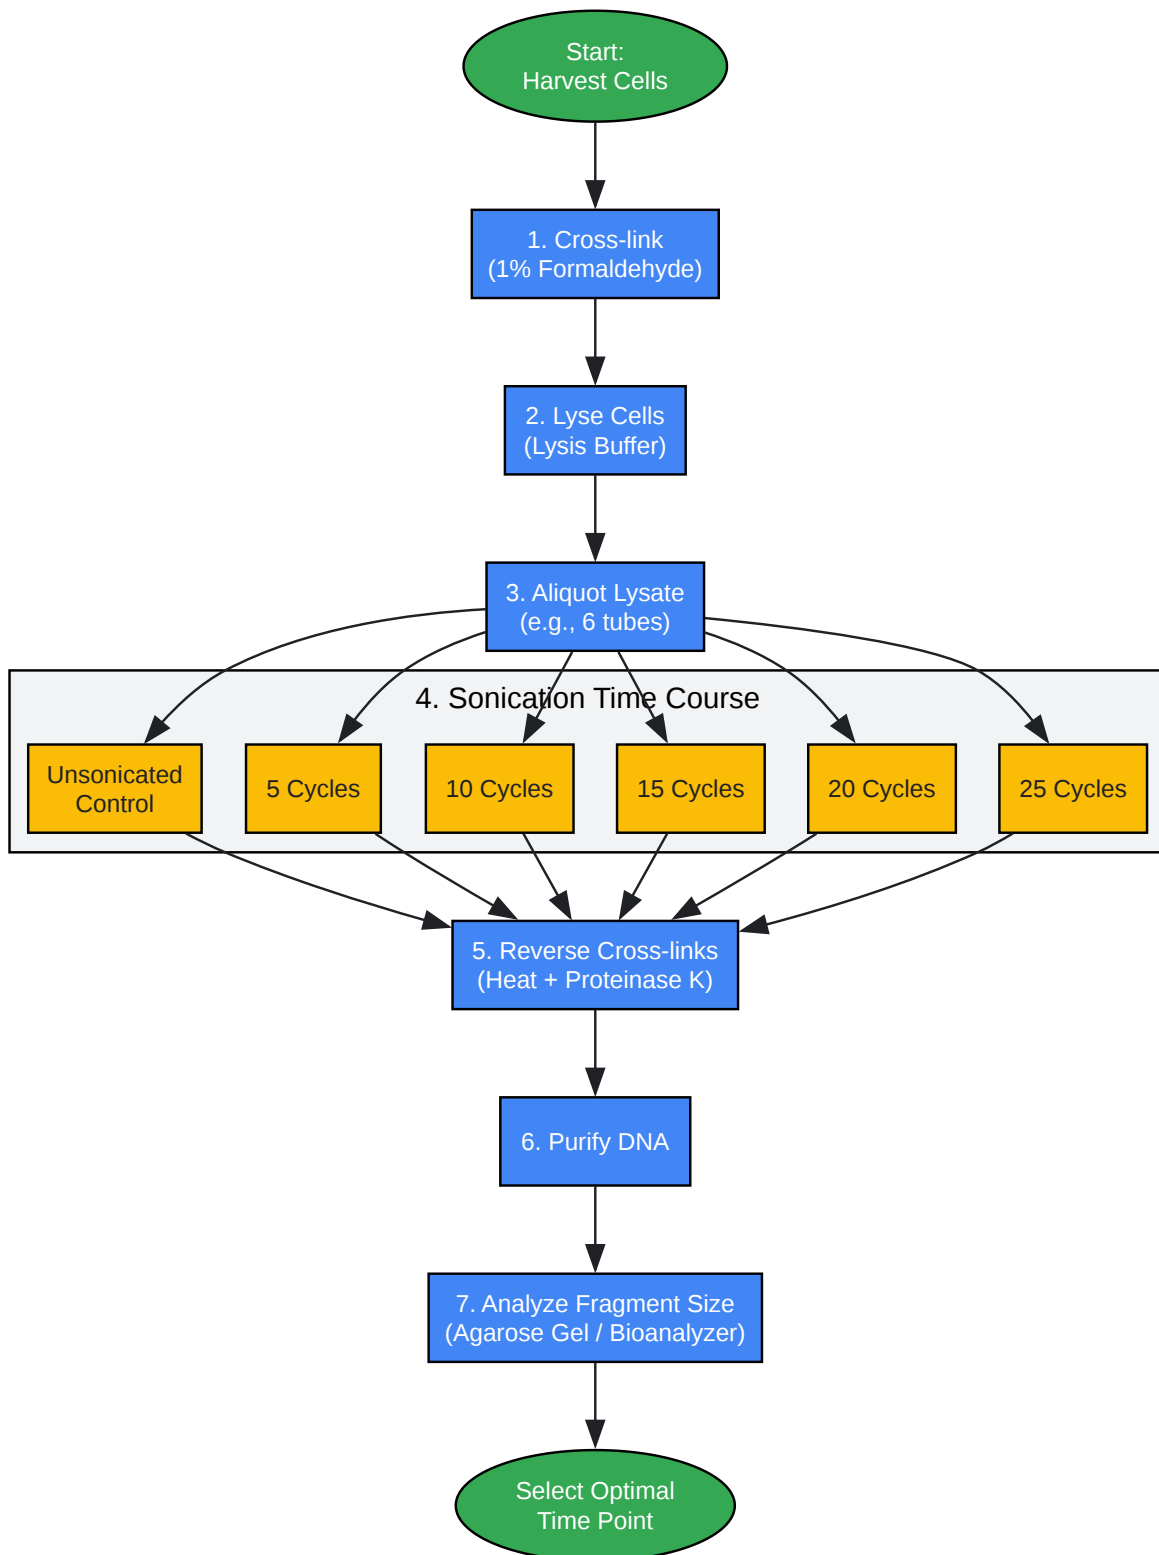 Start:
Harvest Cells
1. Cross-link
(1% Formaldehyde)
2. Lyse Cells
(Lysis Buffer)
3. Aliquot Lysate
(e.g., 6 tubes)
4. Sonication Time Course
Unsonicated
Control
5 Cycles
10 Cycles
15 Cycles
20 Cycles
25 Cycles
5. Reverse Cross-links
(Heat + Proteinase K)
6. Purify DNA
7. Analyze Fragment Size
(Agarose Gel / Bioanalyzer)
Select Optimal
Time Point